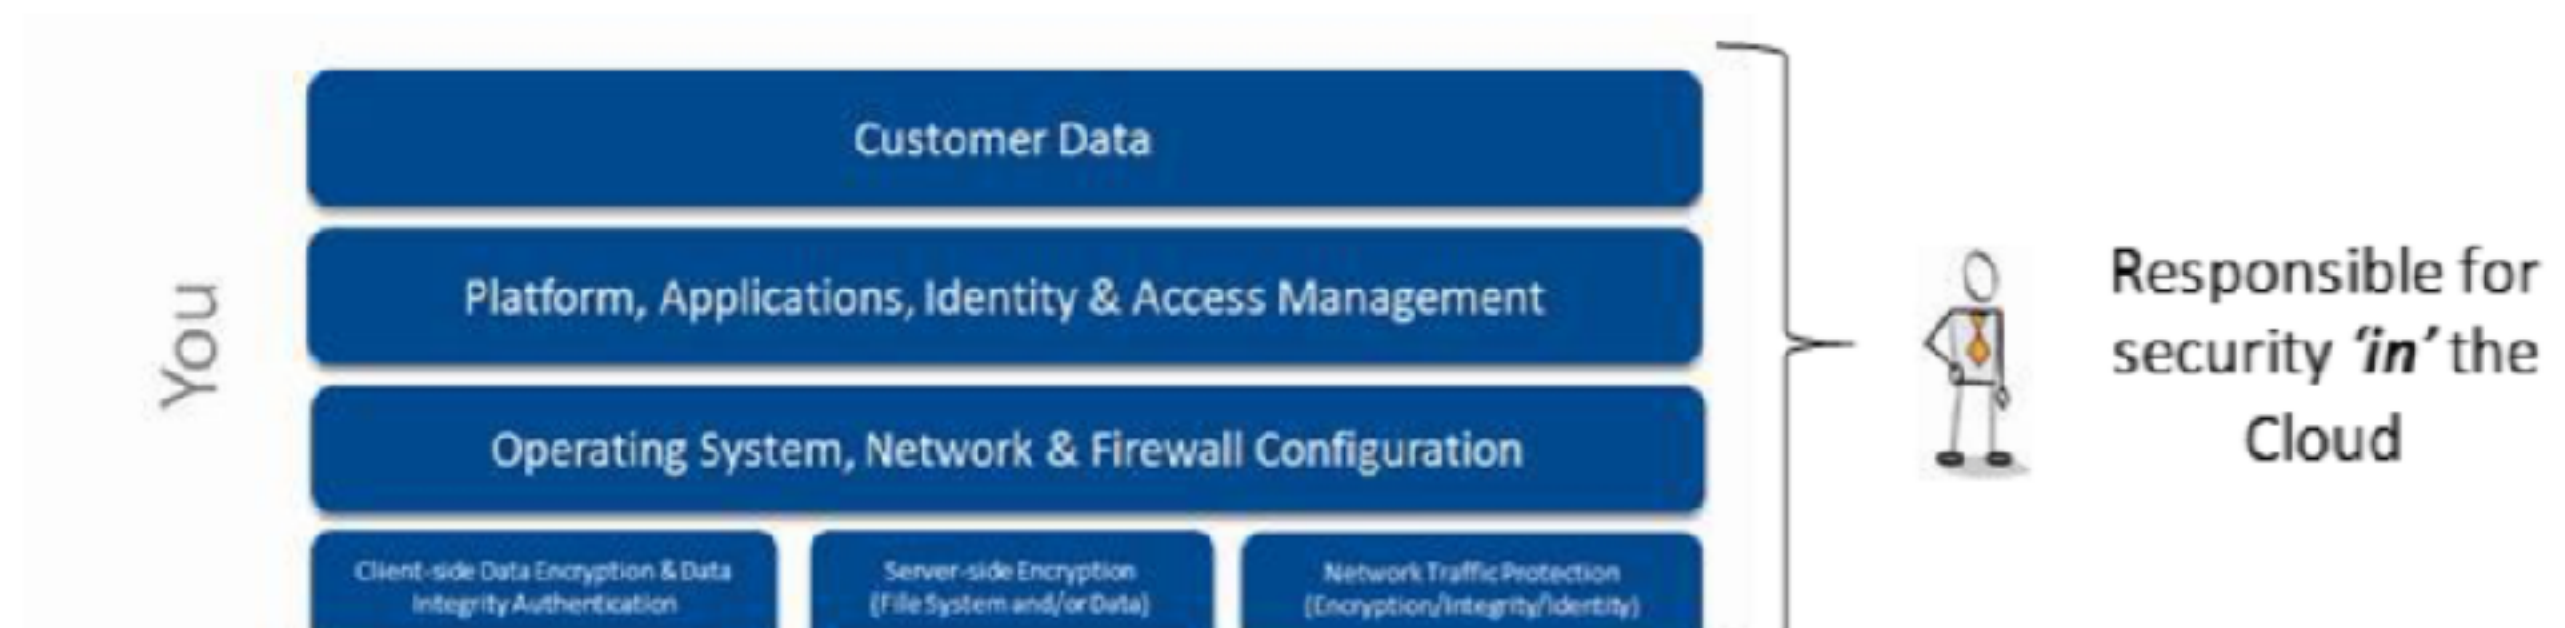 Customer Data
Platform, Applications, Identity & Access Management
You
Operating System, Network & Firewall Configuration
Client-side Data Encryption & Data
Integrity Authentication
Server-side Encryption
(File System and/or Data)
Network Traffic Protection
(Encryption/Integrity/Identity)
Responsible for
security ‘in’ the
Cloud